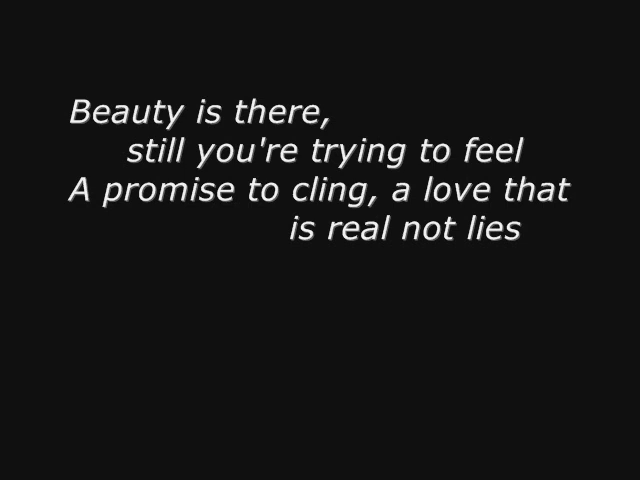 Beauty is there,
still you're trying to feel
A promise to cling, a love that
is real not lies